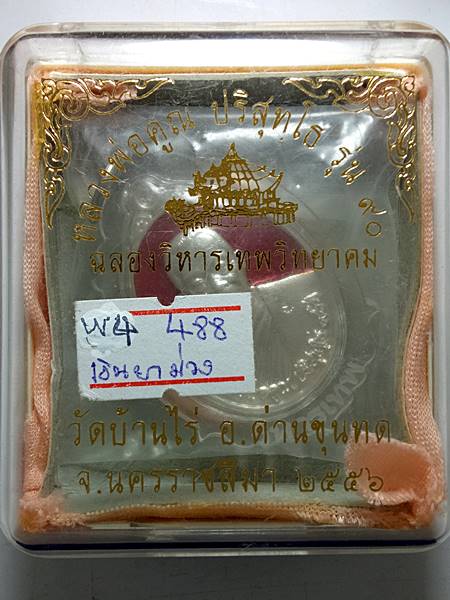 หลวงพ่อคูณ ปริสุทฺโธ รุ่น ๙๐
ฉลองวิหารเทพวิทยาคม
พ4 488
เงินยาม่วง
วัดบ้านไร่ อ.ด่านขุนทด
จ.นครราชสีมา ๒๕๕๖